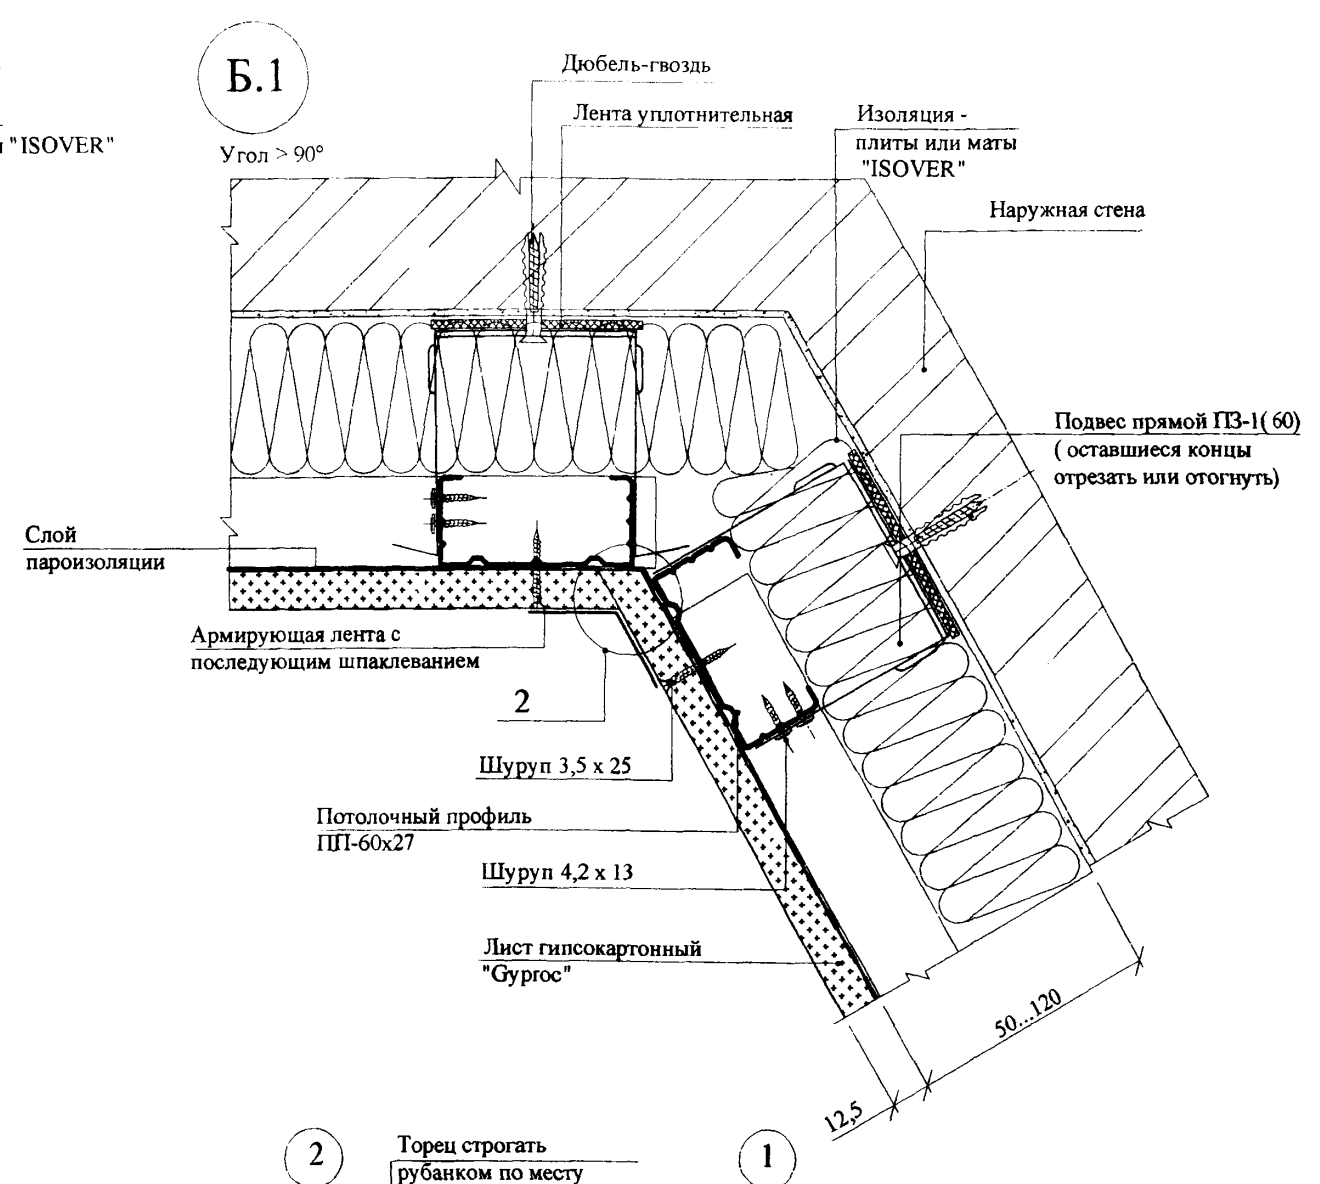 Б.1
"ISOVER"
Угол > 90°
Дюбель-гвоздь
Лента уплотнительная
Изоляция -
плиты или маты
"ISOVER"
Наружная стена
Подвес прямой ПЗ-1( 60)
( оставшиеся концы
отрезать или отогнуть)
Слой
пароизоляции
Армирующая лента с
последующим шпаклеванием
2
Шуруп 3,5 х 25
Потолочный профиль
ПП-60х27
Шуруп 4,2 х 13
Лист гипсокартонный
"Gyproc"
50...120
12,5
2
Торец строгать
рубанком по месту
1